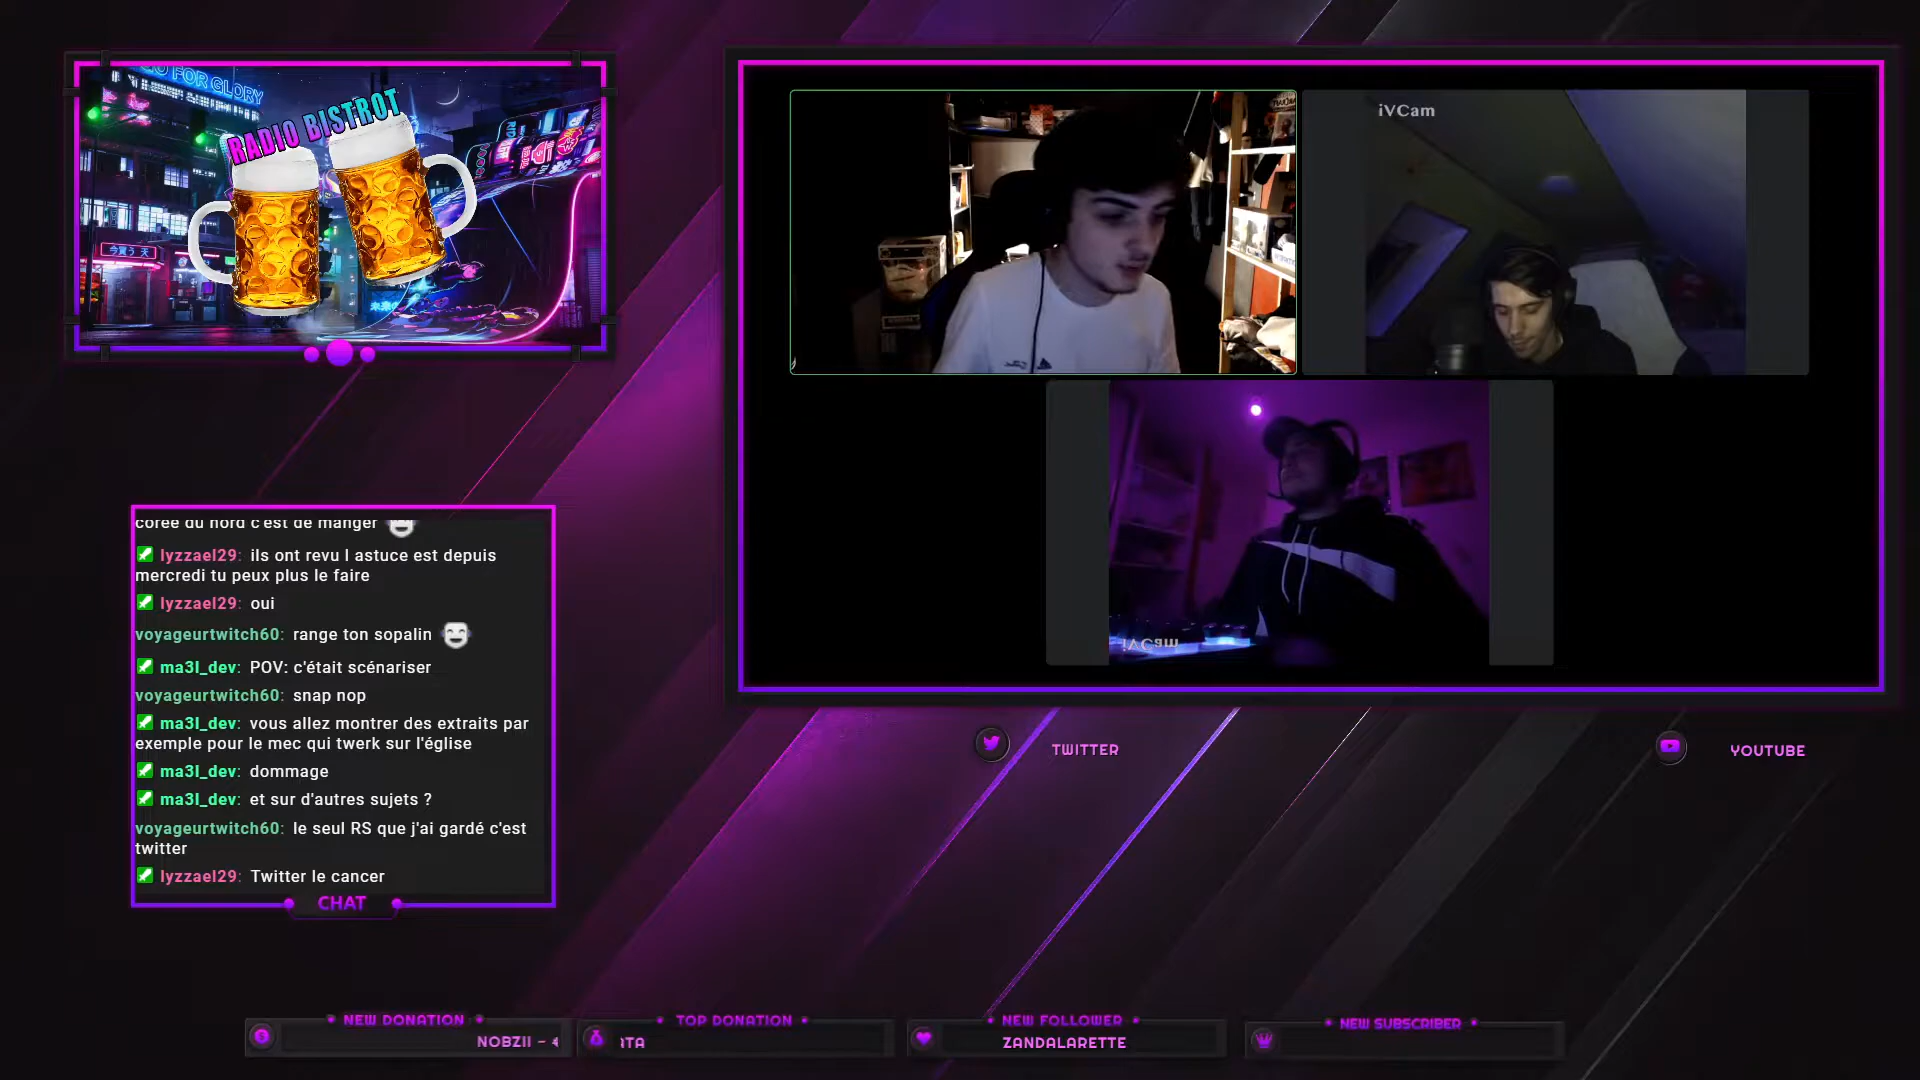 FOR GLORY
RADIO BISTROT
iVCam
corée du nord c'est de manger
lyzzael29: ils ont revu l astuce est depuis
mercredi tu peux plus le faire
lyzzael29: oui
voyageurtwitch60: range ton sopalin
ma3l_dev: POV: c'était scénariser
voyageurtwitch60: snap nop
ma3l_dev: vous allez montrer des extraits par
exemple pour le mec qui twerk sur l'église
ma3l_dev: dommage
ma3l_dev: et sur d'autres sujets ?
voyageurtwitch60: le seul RS que j'ai gardé c'est
twitter
lyzzael29: Twitter le cancer
CHAT
iVCam
TWITTER
YOUTUBE
NEW DONATION
NOBZII - 4
TOP DONATION
TA
NEW FOLLOWER
ZANDALARETTE
NEW SUBSCRIBER